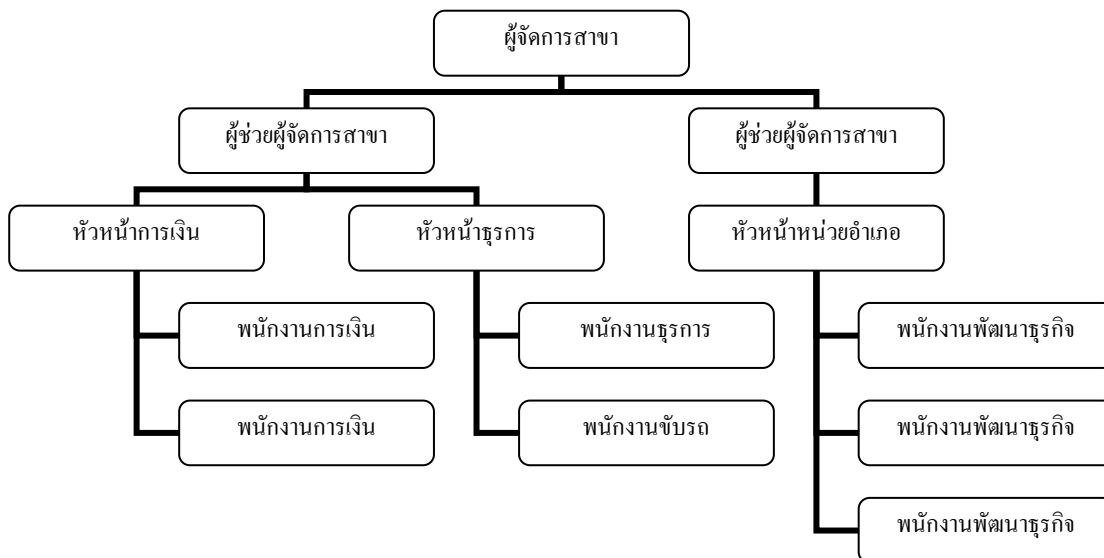 ผู้จัดการสาขา
ผู้ช่วยผู้จัดการสาขา
ผู้ช่วยผู้จัดการสาขา
หัวหน้าการเงิน
หัวหน้าธุรการ
หัวหน้าหน่วยอำเภอ
พนักงานการเงิน
พนักงานธุรการ
พนักงานพัฒนาธุรกิจ
พนักงานการเงิน
พนักงานขับรถ
พนักงานพัฒนาธุรกิจ
พนักงานพัฒนาธุรกิจ